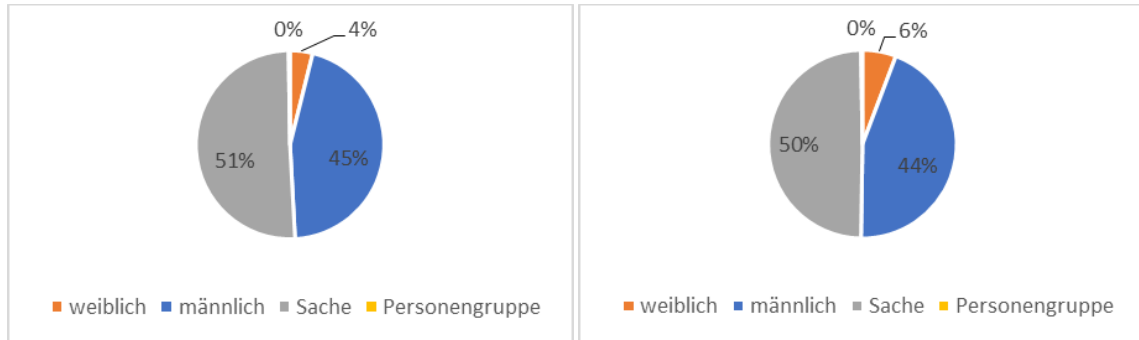 0% 4%
51% 45%
weiblich männlich Sache Personengruppe
0% 6%
50% 44%
weiblich männlich Sache Personengruppe